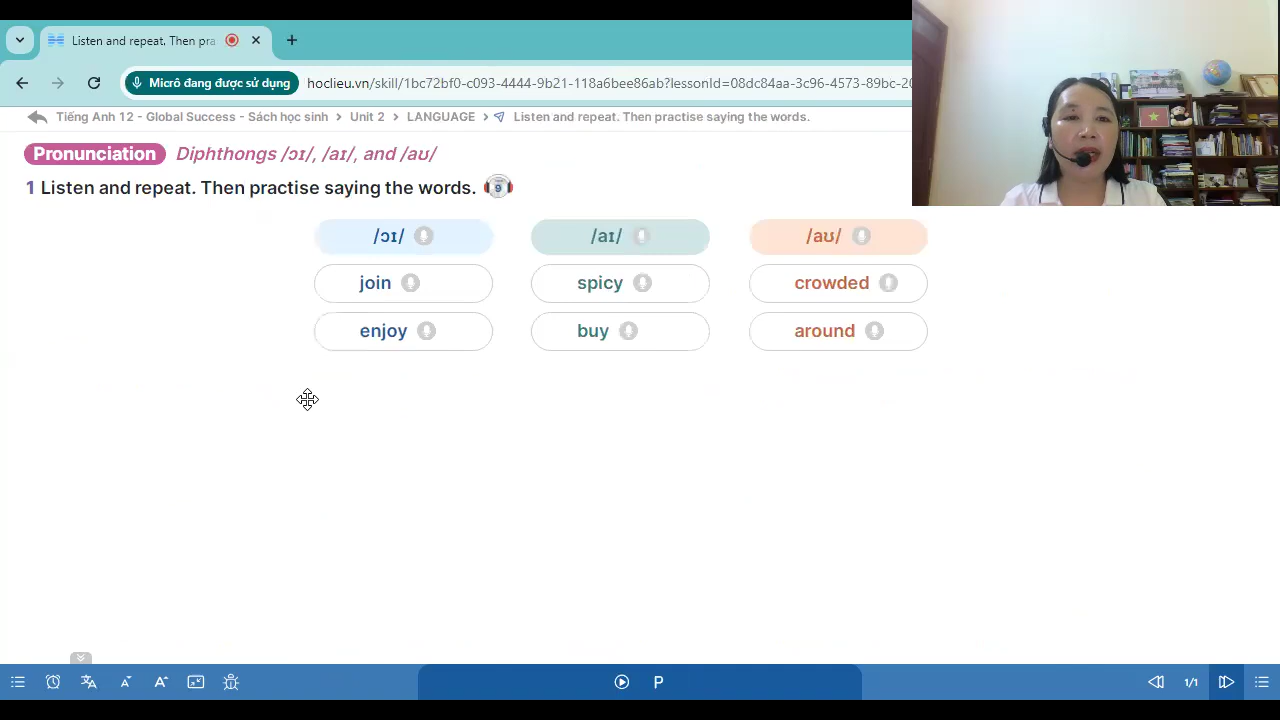 Listen and repeat. Then pra
Micrô đang được sử dụng
hoclieu.vn/skill/1bc72bf0-c093-4444-9b21-118a6bee86ab?lessonId=08dc84aa-3c96-4573-89bc-20
Tiếng Anh 12 - Global Success - Sách học sinh > Unit 2 > LANGUAGE > Listen and repeat. Then practise saying the words.
Pronunciation Diphthongs /ɔɪ/, /aɪ/, and /aʊ/
1 Listen and repeat. Then practise saying the words.
/ɔɪ/ /aɪ/ /aʊ/
join spicy crowded
enjoy buy around
P
1/1